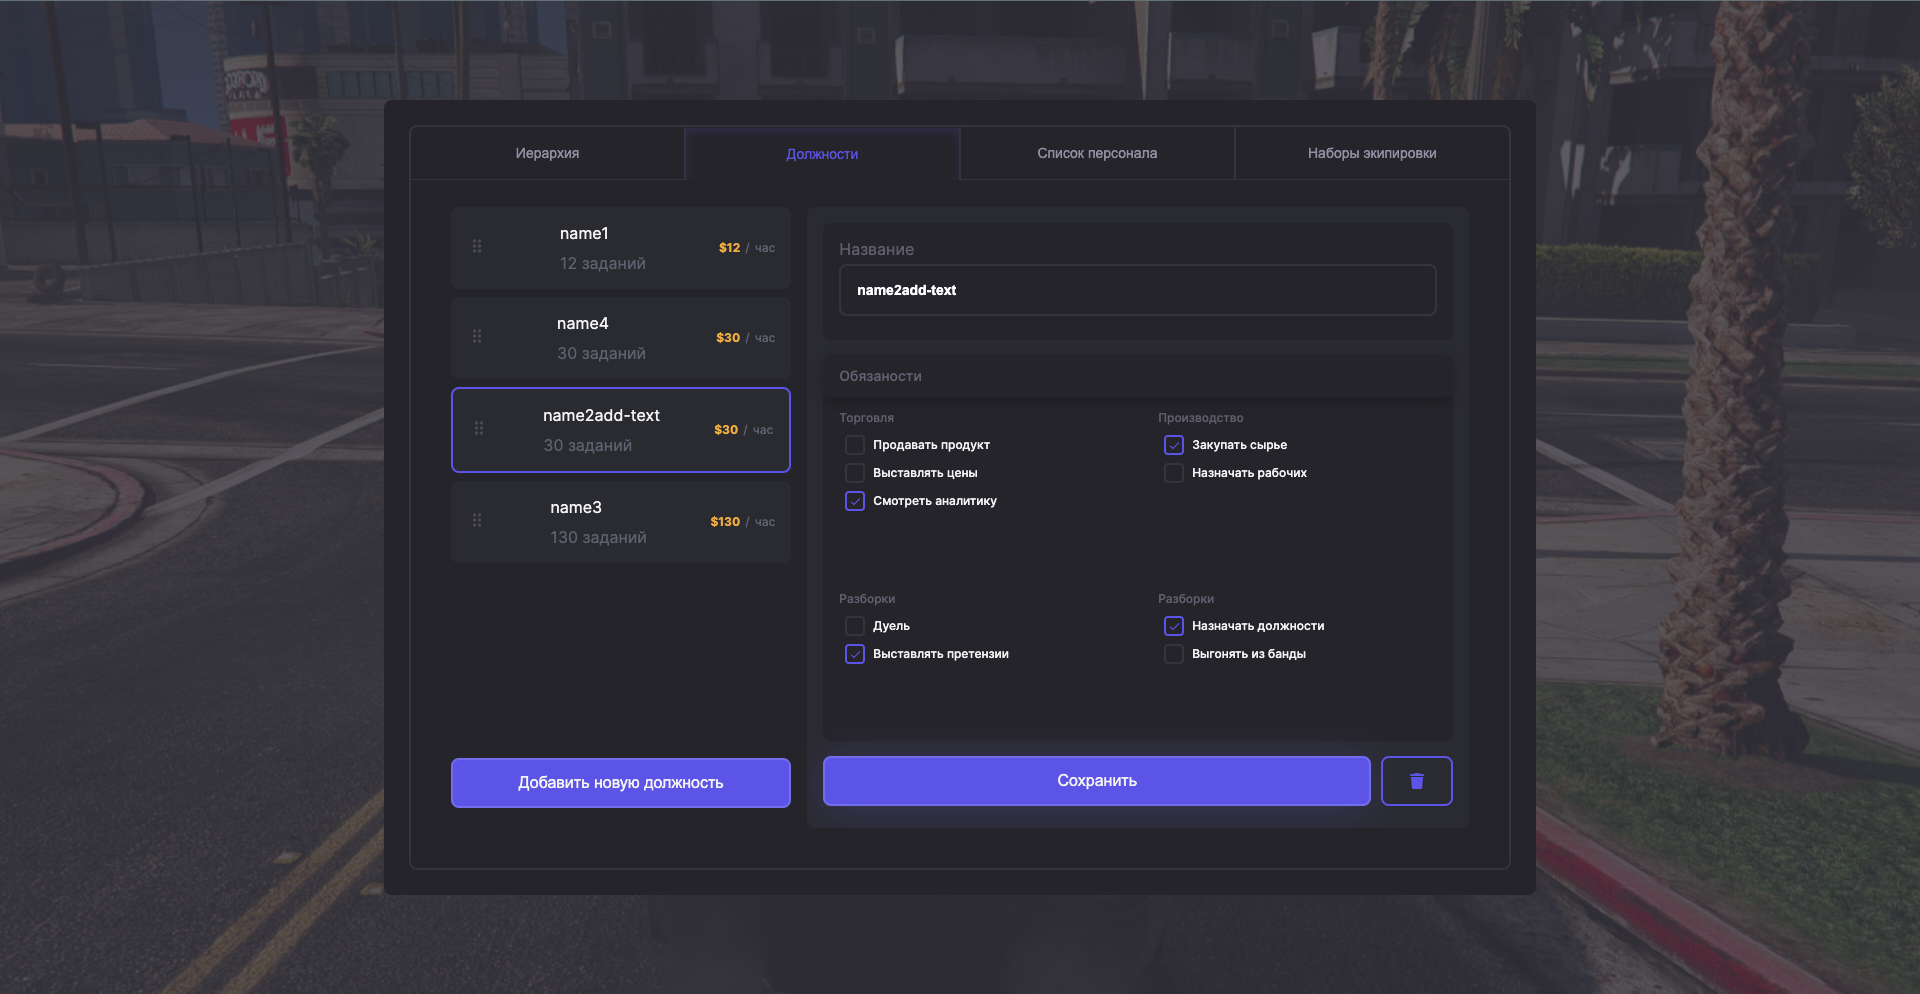 Иерархия
Должности
Список персонала
Наборы экипировки
name1
12 заданий
$12 / час
name4
30 заданий
$30 / час
name2add-text
30 заданий
$30 / час
name3
130 заданий
$130 / час
Добавить новую должность
Название
name2add-text
Обязаности
Торговля
Продавать продукт
Выставлять цены
Смотреть аналитику
Производство
Закупать сырье
Назначать рабочих
Разборки
Дуель
Выставлять претензии
Разборки
Назначать должности
Выгонять из банды
Сохранить